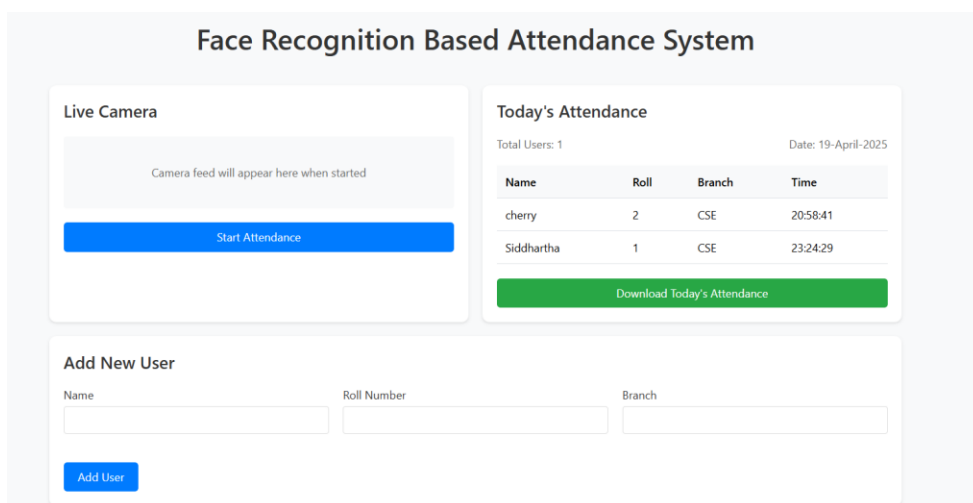 Face Recognition Based Attendance System
Live Camera
Camera feed will appear here when started
Start Attendance
Today's Attendance
Total Users: 1 Date: 19-April-2025
Name Roll Branch Time
cherry 2 CSE 20:58:41
Siddhartha 1 CSE 23:24:29
Download Today's Attendance
Add New User
Name Roll Number Branch
Add User